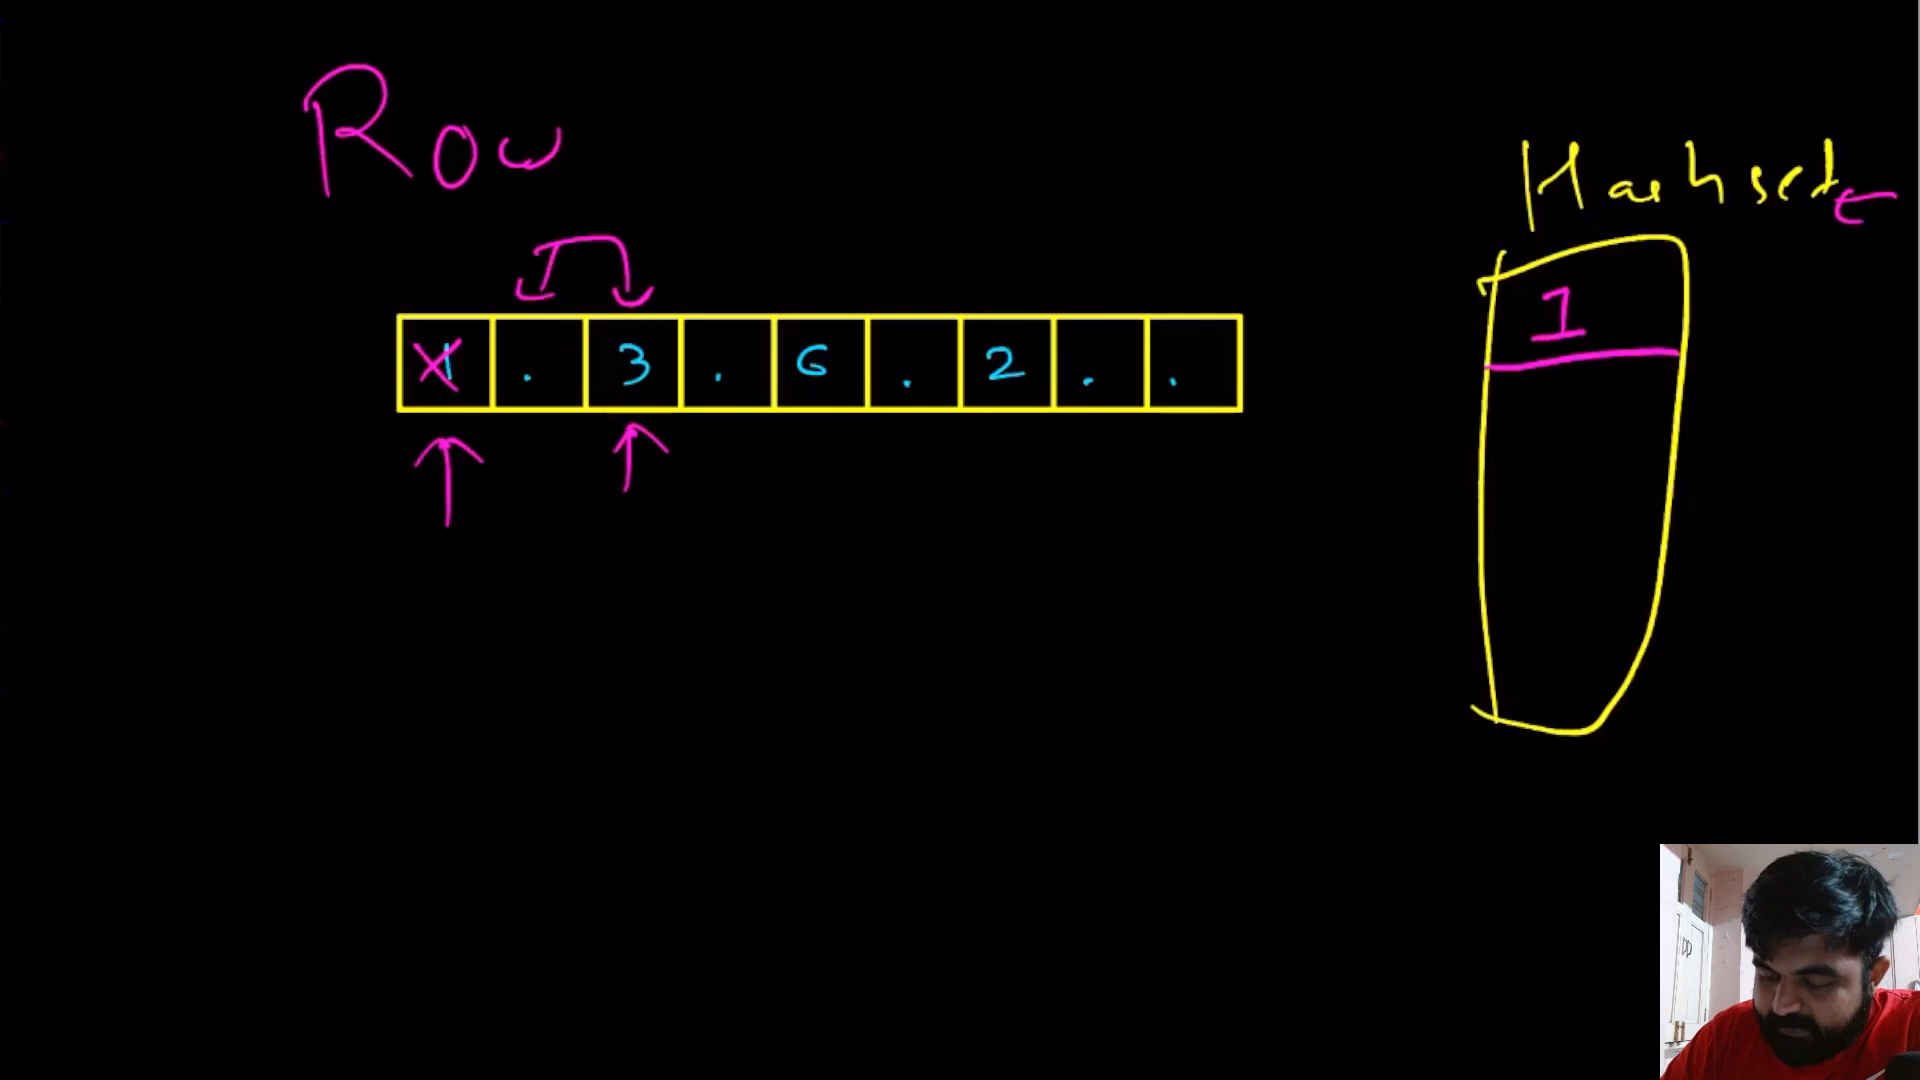 Row
Hashset
1 . 3 . 6 . 2 . .
1